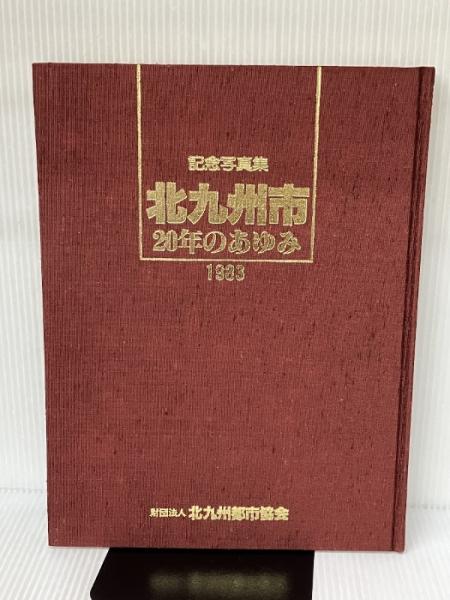 記念写真集
北九州市
20年のあゆみ
1983
財団法人 北九州都市協会